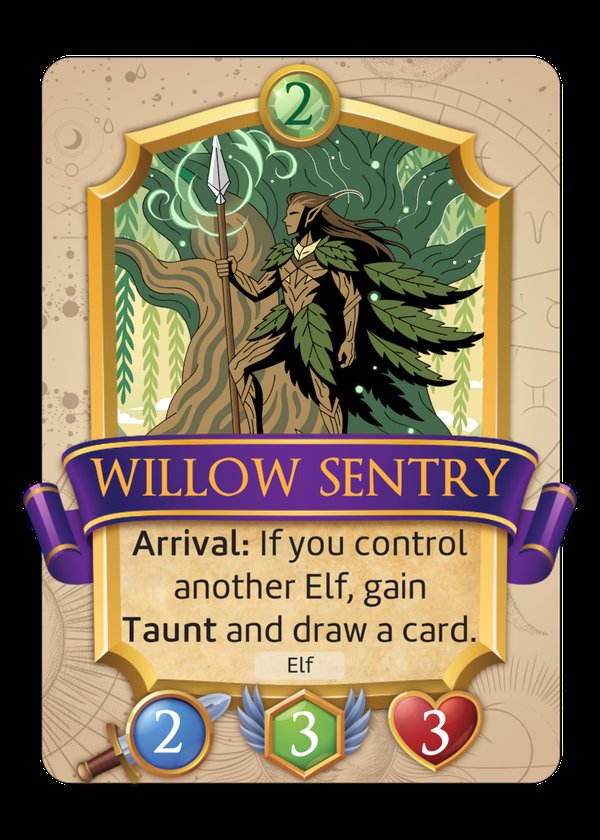 2
WILLOW SENTRY
Arrival: If you control
another Elf, gain
Taunt and draw a card.
Elf
2 3 3